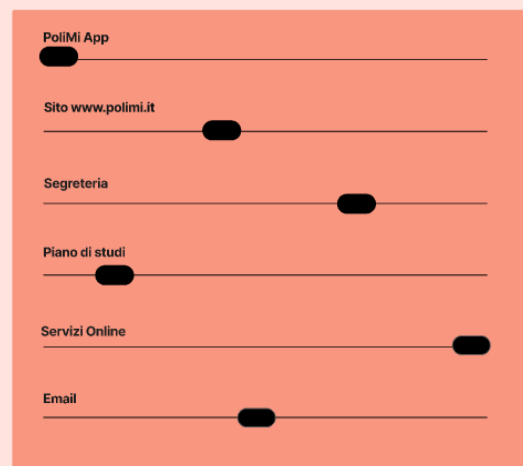 PoliMi App
Sito www.polimi.it
Segreteria
Piano di studi
Servizi Online
Email